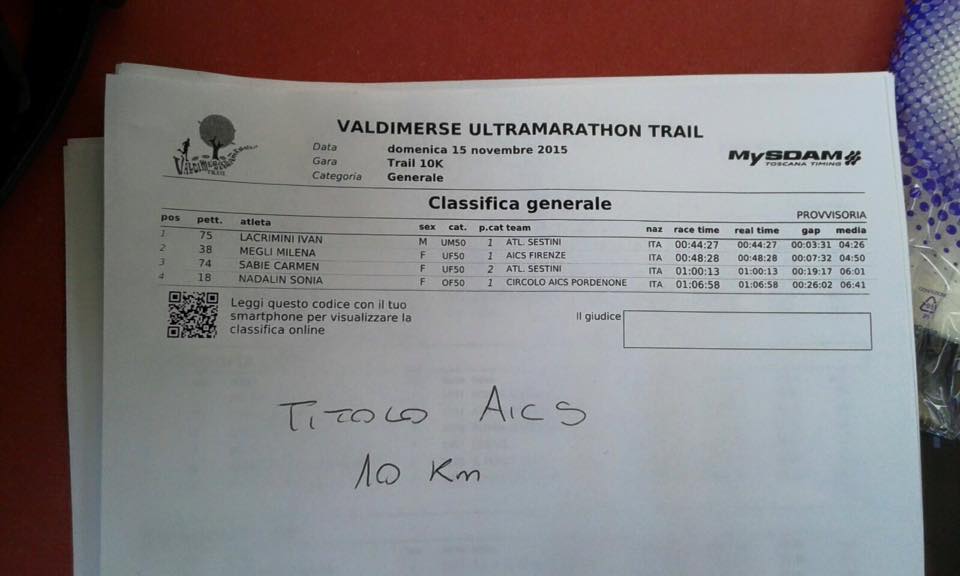 VALDIMERSE ULTRAMARATHON TRAIL
Data domenica 15 novembre 2015
Gara Trail 10K
Categoria Generale
MySDAM
TOSCANA TIMING
Classifica generale
PROVVISORIA
pos pett. atleta sex cat. p.cat team naz race time real time gap media
1 75 LACRIMINI IVAN M UM50 1 ATL. SESTINI ITA 00:44:27 00:44:27 00:03:31 04:26
2 38 MEGLI MILENA F UF50 1 AICS FIRENZE ITA 00:48:28 00:48:28 00:07:32 04:50
3 74 SABIE CARMEN F UF50 2 ATL. SESTINI ITA 01:00:13 01:00:13 00:19:17 06:01
4 18 NADALIN SONIA F OF50 1 CIRCOLO AICS PORDENONE ITA 01:06:58 01:06:58 00:26:02 06:41
Leggi questo codice con il tuo
smartphone per visualizzare la
classifica online
Il giudice
TITOLO AICS
10 Km